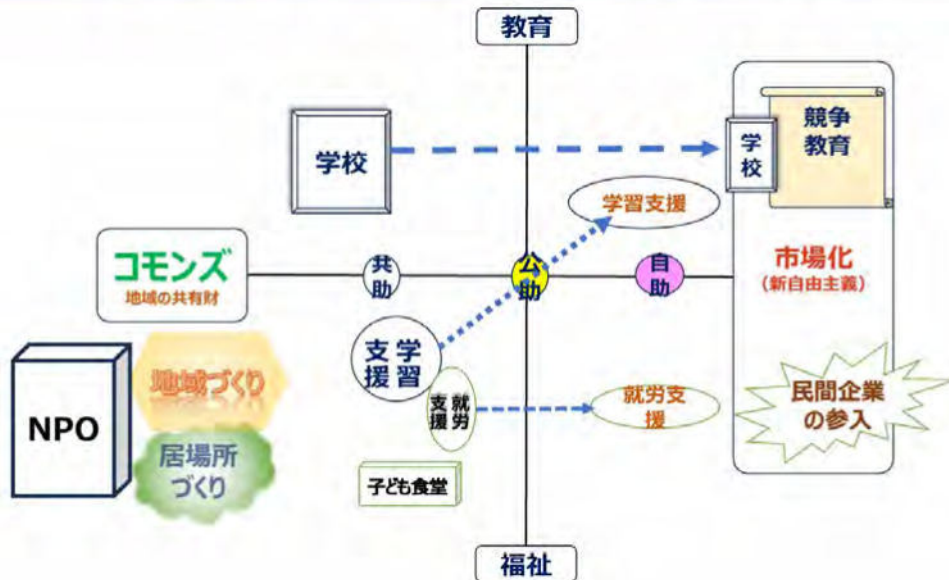 教育
学校
学校
競争
教育
学習支援
コモンズ
地域の共有財
共助
公助
自助
市場化
(新自由主義)
学習
支援
就労
支援
就労支
援
民間企業
の参入
NPO
地域づくり
居場所
づくり
子ども食堂
福祉